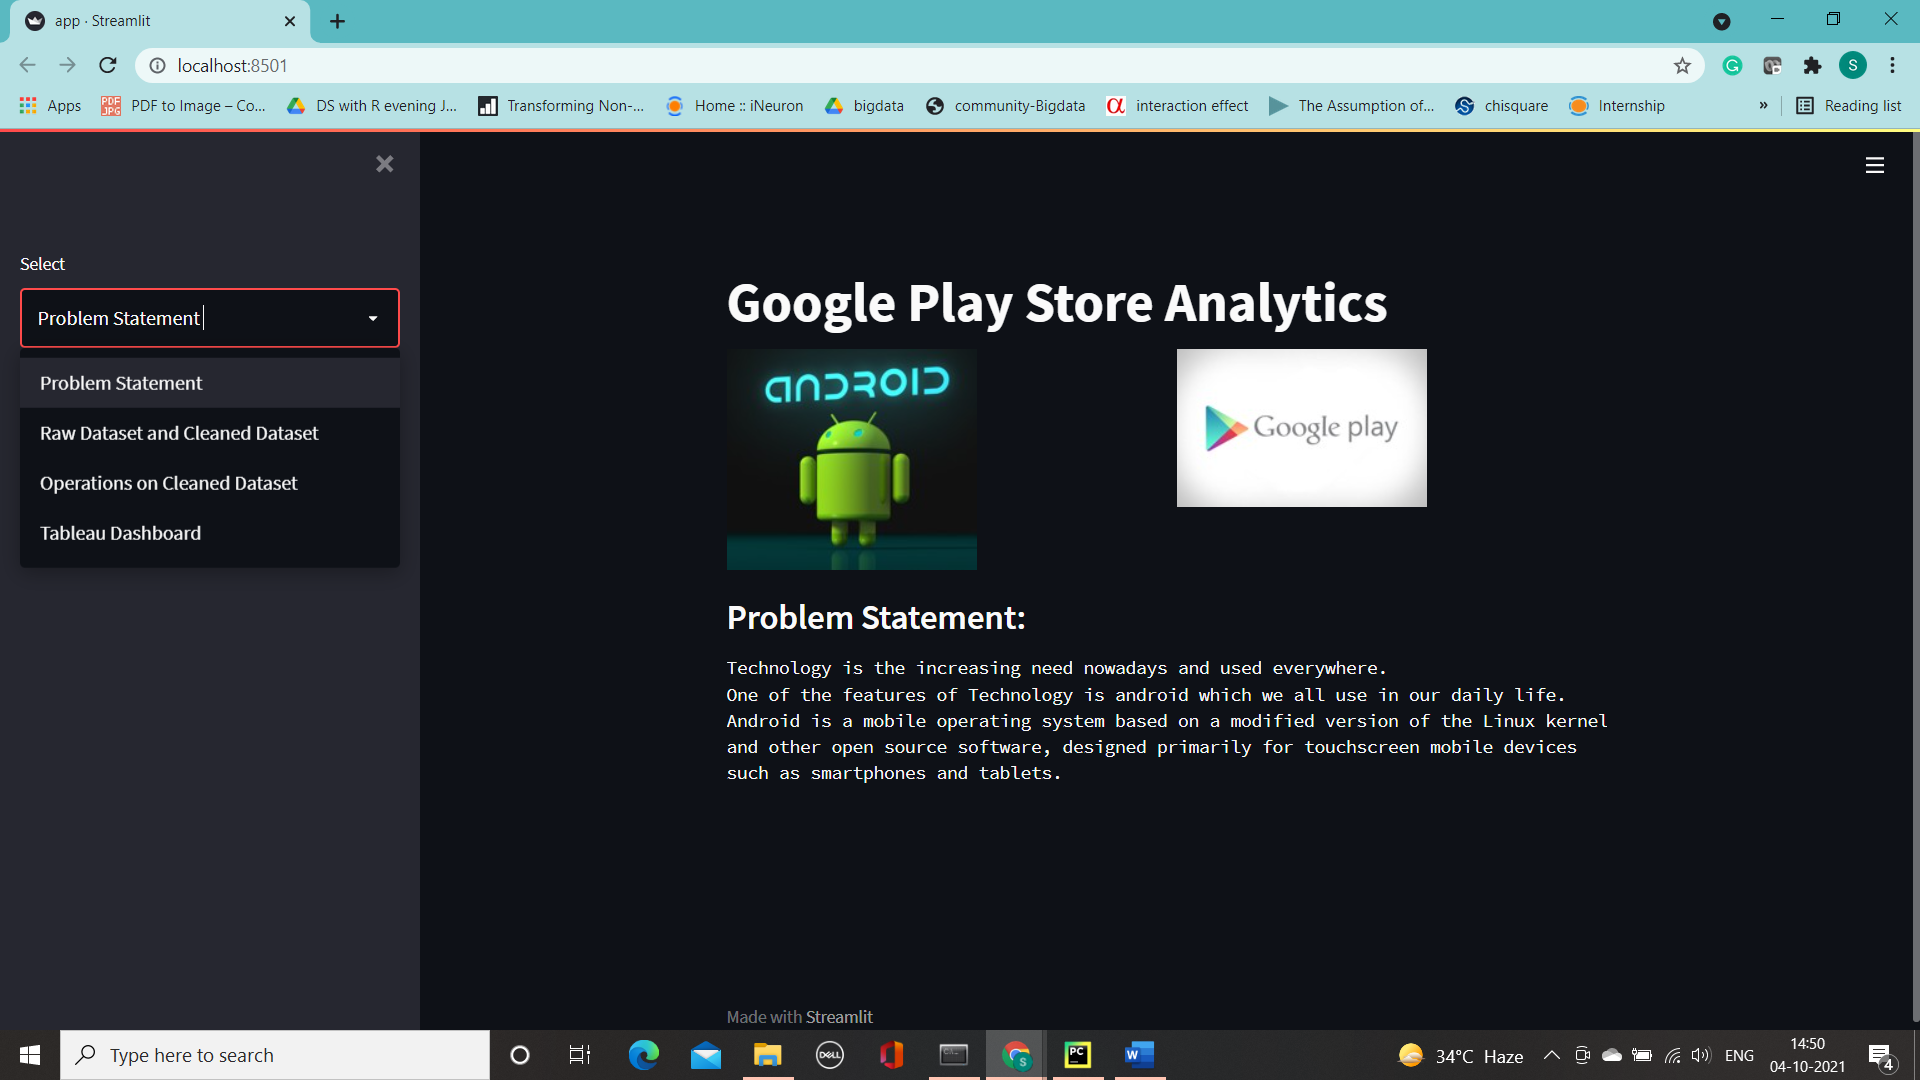 app · Streamlit
localhost:8501
S
Apps
PDF to Image – Co...
DS with R evening J...
Transforming Non-...
Home :: iNeuron
bigdata
community-Bigdata
interaction effect
The Assumption of...
chisquare
Internship
»
Reading list
Select
Problem Statement
Problem Statement
Raw Dataset and Cleaned Dataset
Operations on Cleaned Dataset
Tableau Dashboard
Google Play Store Analytics
ANDROID
Google play
Problem Statement:
Technology is the increasing need nowadays and used everywhere.
One of the features of Technology is android which we all use in our daily life.
Android is a mobile operating system based on a modified version of the Linux kernel
and other open source software, designed primarily for touchscreen mobile devices
such as smartphones and tablets.
Made with Streamlit
Type here to search
DELL
PC
W
34°C Haze
ENG
14:50
04-10-2021
4